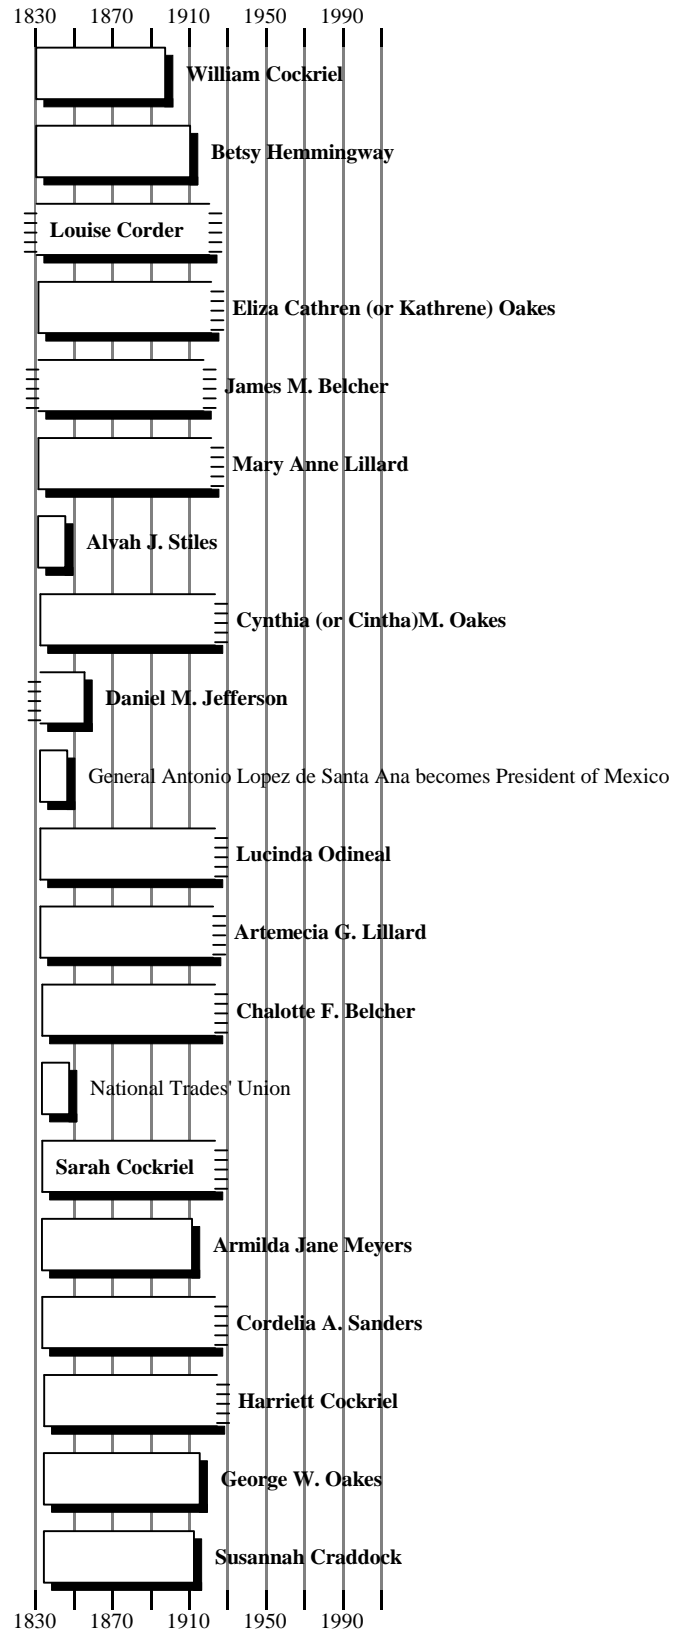 1830 1870 1910 1950 1990
William Cockriel
Betsy Hemmingway
Louise Corder
Eliza Cathren (or Kathrene) Oakes
James M. Belcher
Mary Anne Lillard
Alvah J. Stiles
Cynthia (or Cintha)M. Oakes
Daniel M. Jefferson
General Antonio Lopez de Santa Ana becomes President of Mexico
Lucinda Odineal
Artemecia G. Lillard
Chalotte F. Belcher
National Trades' Union
Sarah Cockriel
Armilda Jane Meyers
Cordelia A. Sanders
Harriett Cockriel
George W. Oakes
Susannah Craddock
1830 1870 1910 1950 1990